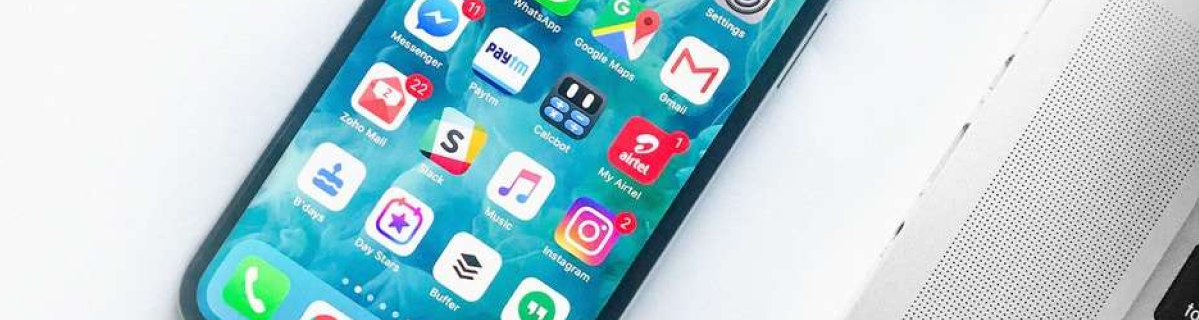 WhatsApp
Settings
11
Messenger
G
Google Maps
Paytm
Paytm
Gmail
22
Z
Zoho Mail
Calcbot
1
airtel
My Airtel
S
Slack
B'days
Music
2
Instagram
Day Stars
Buffer